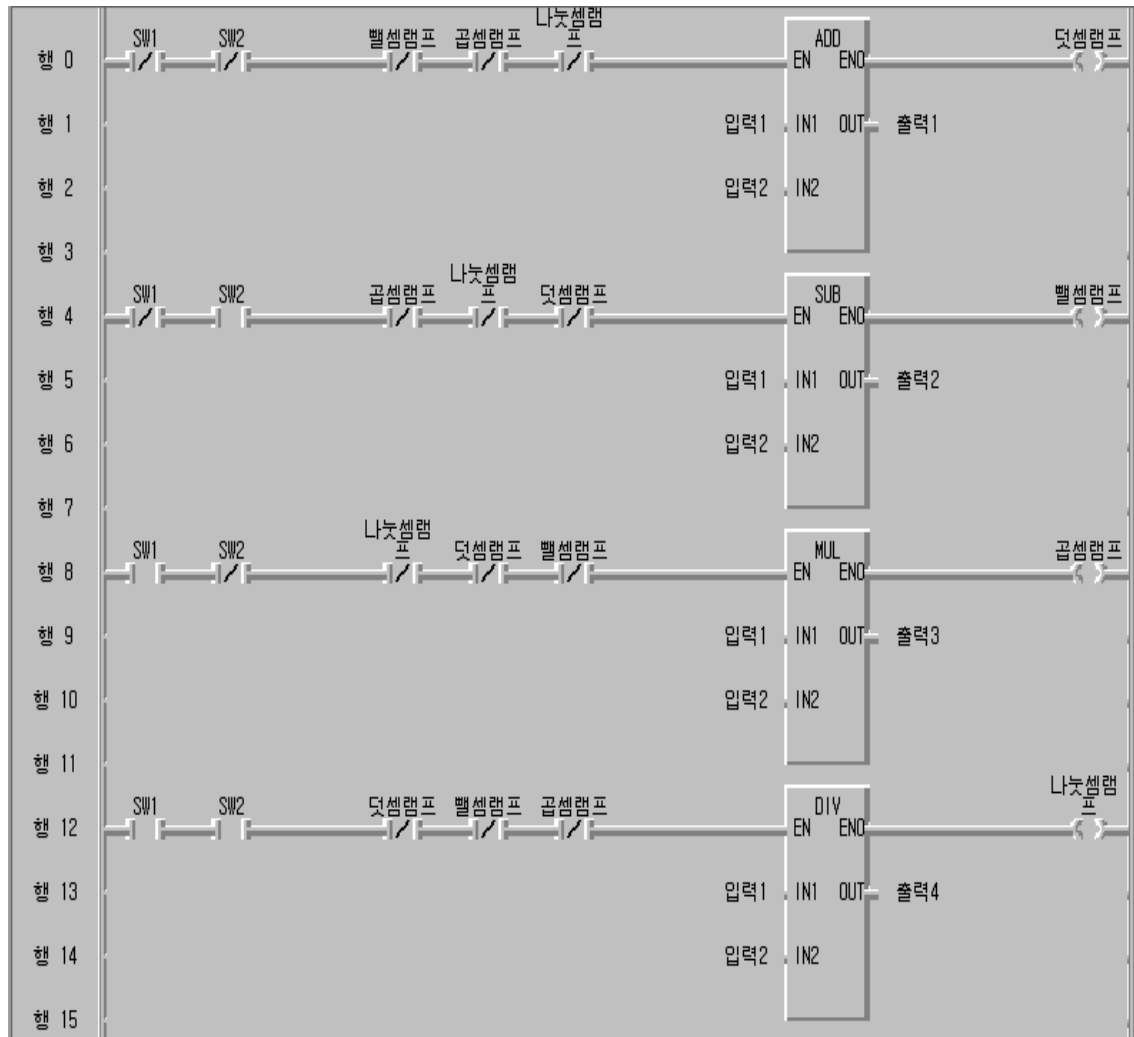 나눗셈램
SW1 SW2 뺄셈램프 곱셈램프 프 ADD 덧셈램프
행 0 EN ENO
행 1 입력1 IN1 OUT 출력1
행 2 입력2 IN2
행 3
나눗셈램
SW1 SW2 곱셈램프 프 덧셈램프 SUB 뺄셈램프
행 4 EN ENO
행 5 입력1 IN1 OUT 출력2
행 6 입력2 IN2
행 7
나눗셈램
SW1 SW2 프 덧셈램프 뺄셈램프 MUL 곱셈램프
행 8 EN ENO
행 9 입력1 IN1 OUT 출력3
행 10 입력2 IN2
행 11
나눗셈램
SW1 SW2 덧셈램프 뺄셈램프 곱셈램프 DIV 프
행 12 EN ENO
행 13 입력1 IN1 OUT 출력4
행 14 입력2 IN2
행 15